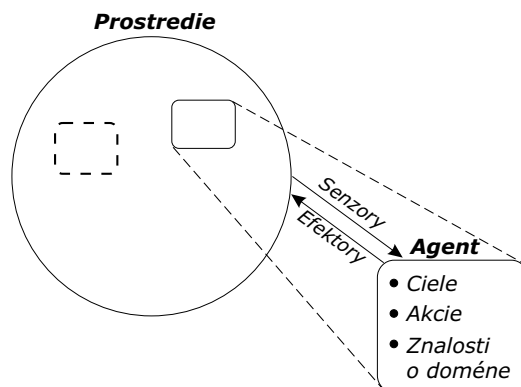 Prostredie
Senzory
Efektory
Agent
• Ciele
• Akcie
• Znalosti
o doméne